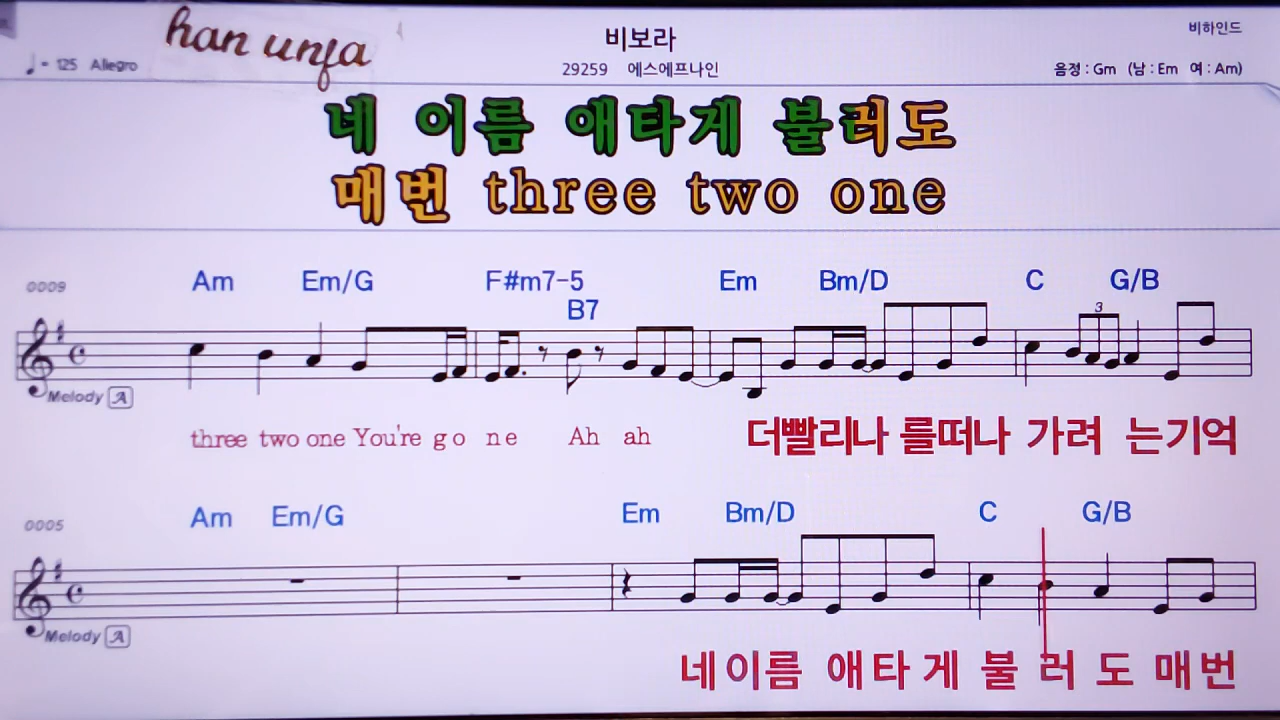 han unfa
비보라
비하인드
♩= 125 Allegro
29259 에스에프나인
음정 : Gm (남 : Em 여 : Am)
네 이름 애타게 불러도
매번 three two one
0009 Am Em/G F#m7-5 Em Bm/D C G/B
B7
3
Melody A
three two one You're go ne Ah ah 더빨리나 를떠나 가려 는기억
0005 Am Em/G Em Bm/D C G/B
Melody A
네이름 애타게 불러도 매번